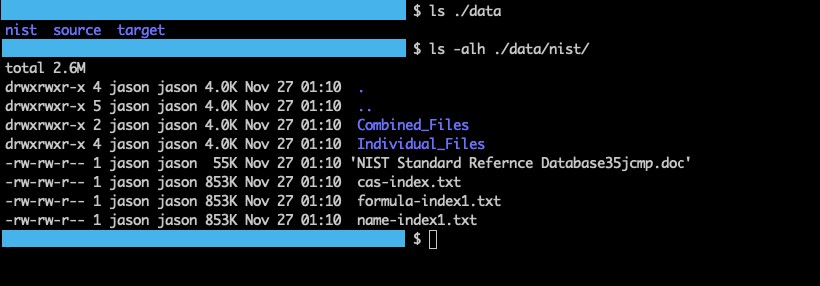 $ ls ./data
nist  source  target
$ ls -alh ./data/nist/
total 2.6M
drwxrwxr-x 4 jason jason 4.0K Nov 27 01:10  .
drwxrwxr-x 5 jason jason 4.0K Nov 27 01:10  ..
drwxrwxr-x 2 jason jason 4.0K Nov 27 01:10  Combined_Files
drwxrwxr-x 4 jason jason 4.0K Nov 27 01:10  Individual_Files
-rw-rw-r-- 1 jason jason  55K Nov 27 01:10 'NIST Standard Refernce Database35jcmp.doc'
-rw-rw-r-- 1 jason jason 853K Nov 27 01:10  cas-index.txt
-rw-rw-r-- 1 jason jason 853K Nov 27 01:10  formula-index1.txt
-rw-rw-r-- 1 jason jason 853K Nov 27 01:10  name-index1.txt
$